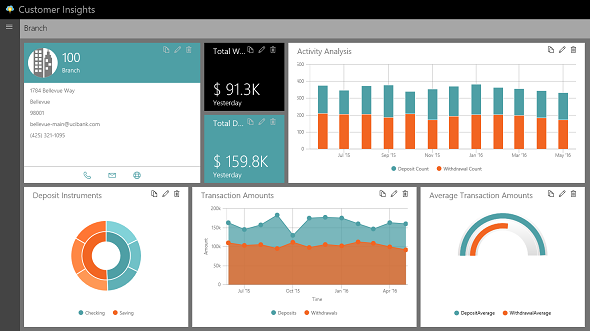 Customer Insights
Branch
100
Branch
1784 Bellevue Way
Bellevue
98001
bellevue-main@ucibank.com
(425) 321-1095
Total W...
$ 91.3K
Yesterday
Total D...
$ 159.8K
Yesterday
Activity Analysis
500
400
300
200
100
0
Jul '15
Sep '15
Nov '15
Jan '16
Mar '16
May '16
Deposit Count
Withdrawal Count
Deposit Instruments
Checking
Saving
Transaction Amounts
200k
150k
100k
50k
0
Amount
Jul '15
Oct '15
Jan '16
Apr '16
Time
Deposits
Withdrawals
Average Transaction Amounts
DepositAverage
WithdrawalAverage